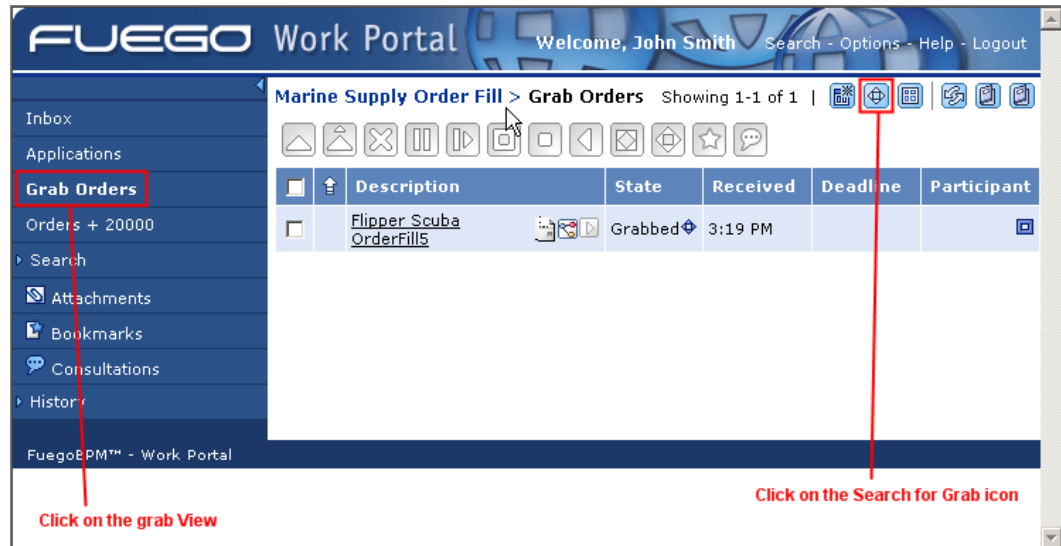 FUEGO Work Portal
Welcome, John Smith Search - Options - Help - Logout
Inbox
Applications
Grab Orders
Orders + 20000
Search
Attachments
Bookmarks
Consultations
History
FuegoBPM™ - Work Portal
Marine Supply Order Fill > Grab Orders Showing 1-1 of 1 |
Description State Received Deadline Participant
Flipper Scuba
OrderFill5
Grabbed 3:19 PM
Click on the Search for Grab icon
Click on the grab View